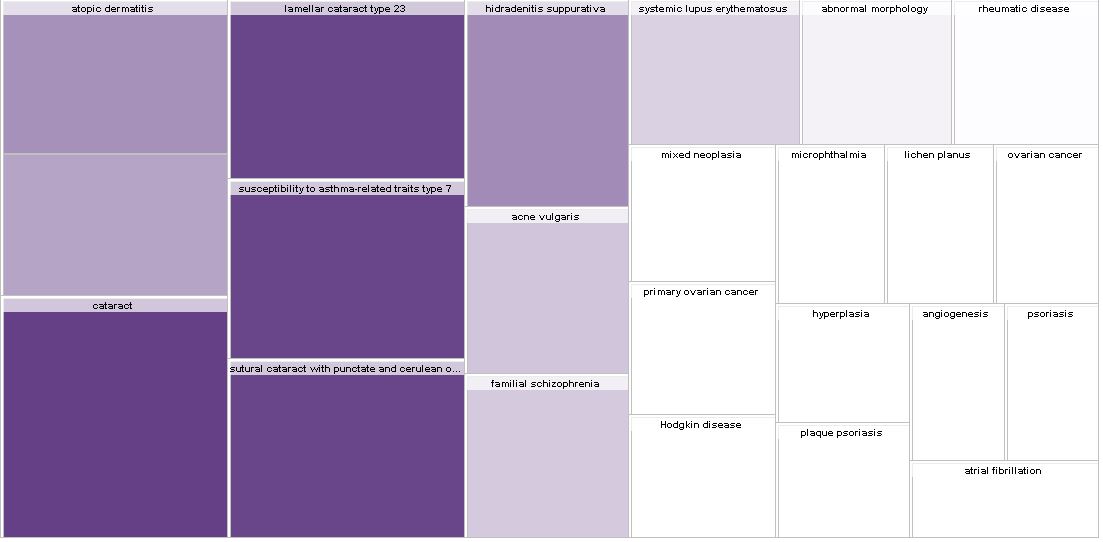 atopic dermatitis
cataract
lamellar cataract type 23
susceptibility to asthma-related traits type 7
sutural cataract with punctate and cerulean o...
hidradenitis suppurativa
acne vulgaris
familial schizophrenia
systemic lupus erythematosus
abnormal morphology
rheumatic disease
mixed neoplasia
primary ovarian cancer
Hodgkin disease
microphthalmia
lichen planus
ovarian cancer
hyperplasia
plaque psoriasis
angiogenesis
psoriasis
atrial fibrillation